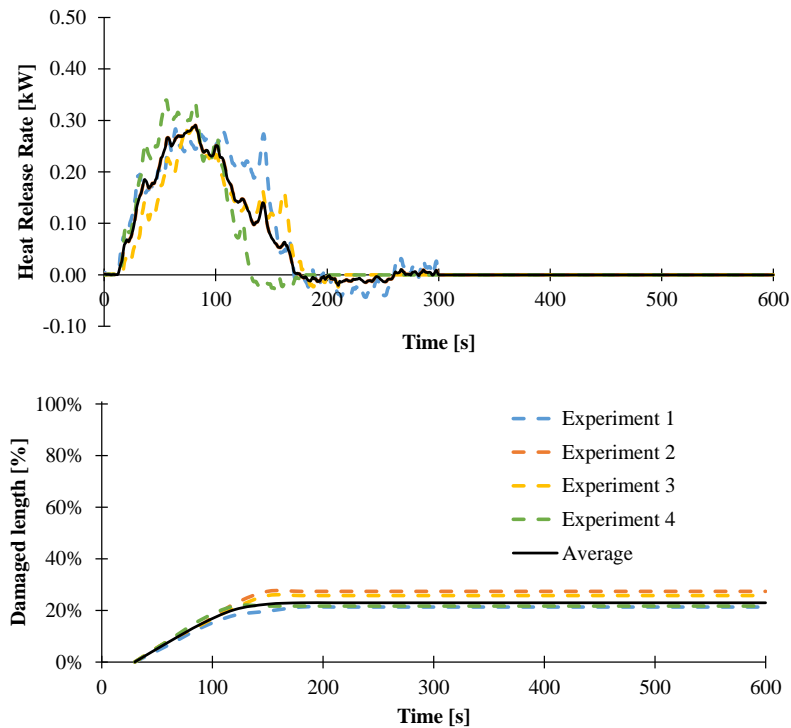 0.50
0.40
0.30
0.20
0.10
0.00
-0.10
Heat Release Rate [kW]
0 100 200 300 400 500 600
Time [s]
100%
80%
60%
40%
20%
0%
Damaged length [%]
Experiment 1
Experiment 2
Experiment 3
Experiment 4
Average
0 100 200 300 400 500 600
Time [s]